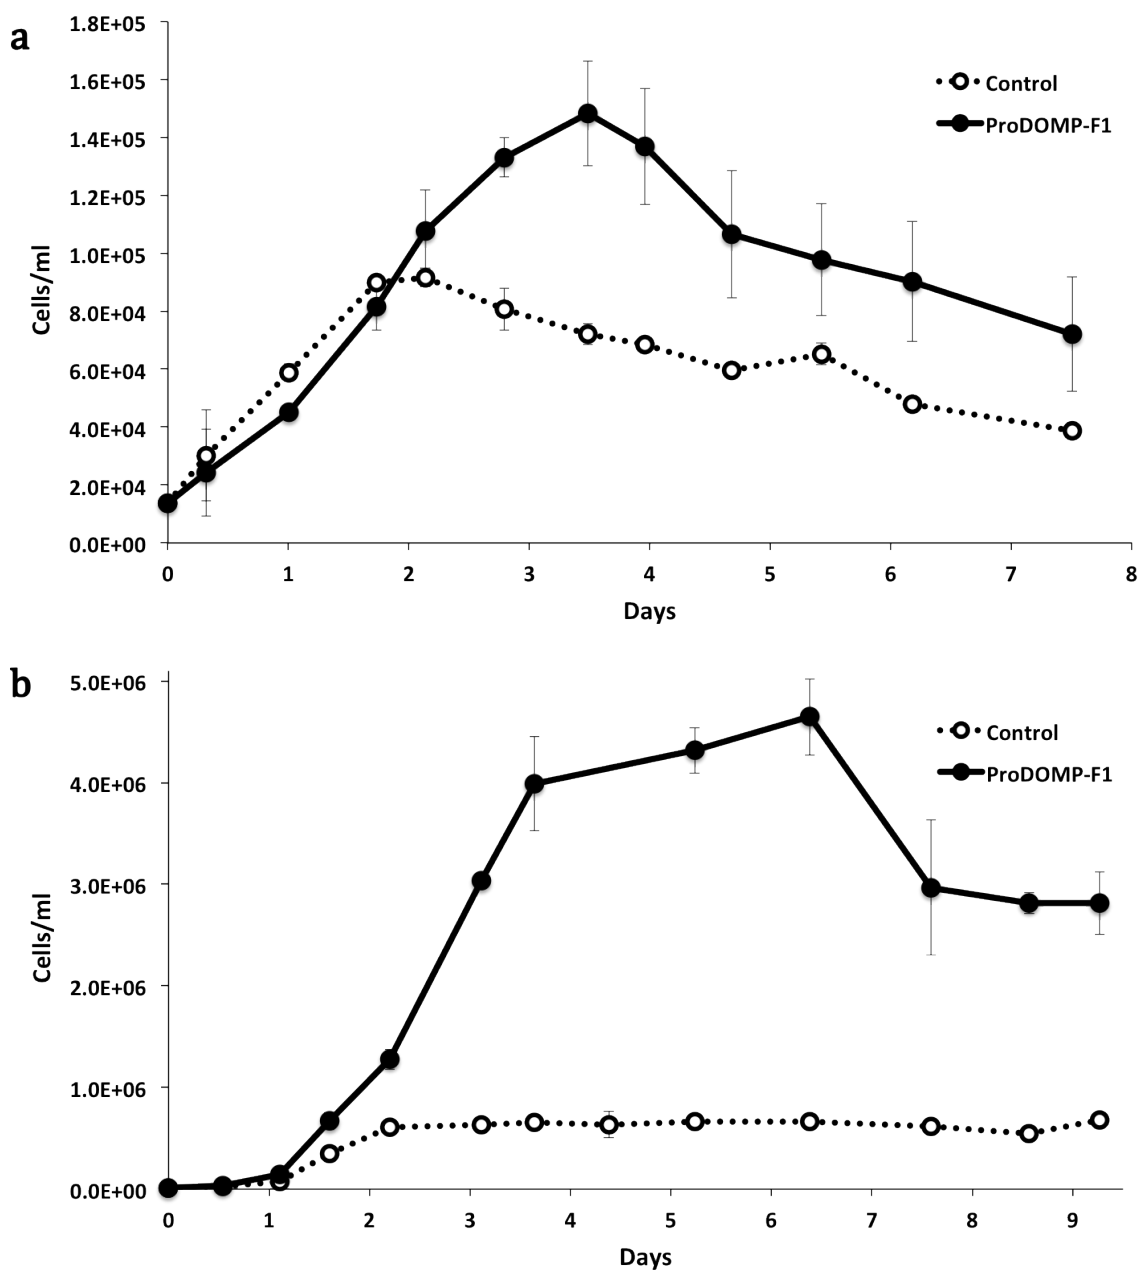 a
1.8E+05
1.6E+05
1.4E+05
1.2E+05
1.0E+05
8.0E+04
6.0E+04
4.0E+04
2.0E+04
0.0E+00
Cells/ml
Control
ProDOMP-F1
0 1 2 3 4 5 6 7 8
Days
b
5.0E+06
4.0E+06
3.0E+06
2.0E+06
1.0E+06
0.0E+00
Cells/ml
Control
ProDOMP-F1
0 1 2 3 4 5 6 7 8 9
Days